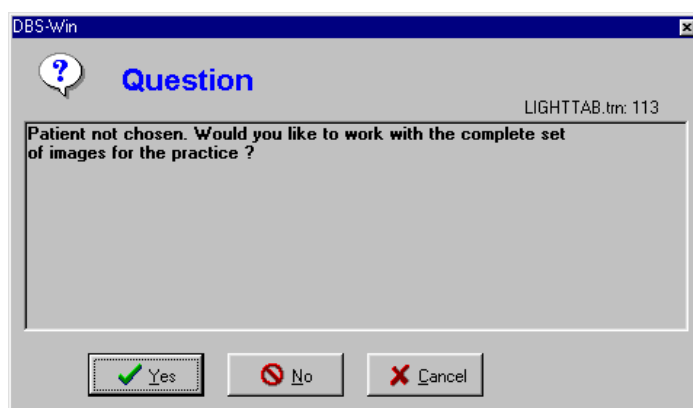 DBS-Win
Question
LIGHTTAB.trn: 113
Patient not chosen. Would you like to work with the complete set
of images for the practice ?
Yes
No
Cancel